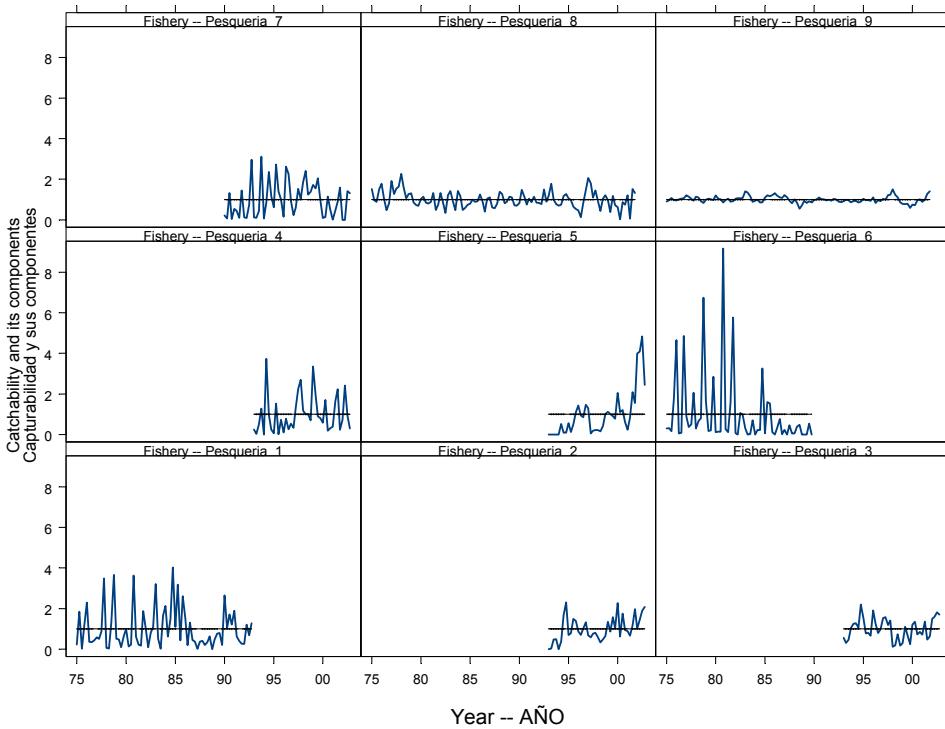 Fishery -- Pesqueria 7
Fishery -- Pesqueria 8
Fishery -- Pesqueria 9
8
6
4
2
0
Fishery -- Pesqueria 4
Fishery -- Pesqueria 5
Fishery -- Pesqueria 6
8
6
4
2
0
Fishery -- Pesqueria 1
Fishery -- Pesqueria 2
Fishery -- Pesqueria 3
8
6
4
2
0
Catchability and its components
Capturabilidad y sus componentes
75 80 85 90 95 00
75 80 85 90 95 00
75 80 85 90 95 00
Year -- AÑO